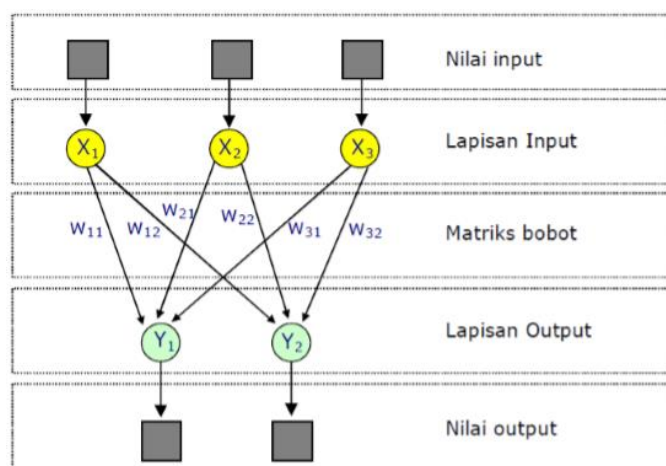 Nilai input
X1 X2 X3 Lapisan Input
W11 W12 W21 W22 W31 W32 Matriks bobot
Y1 Y2 Lapisan Output
Nilai output